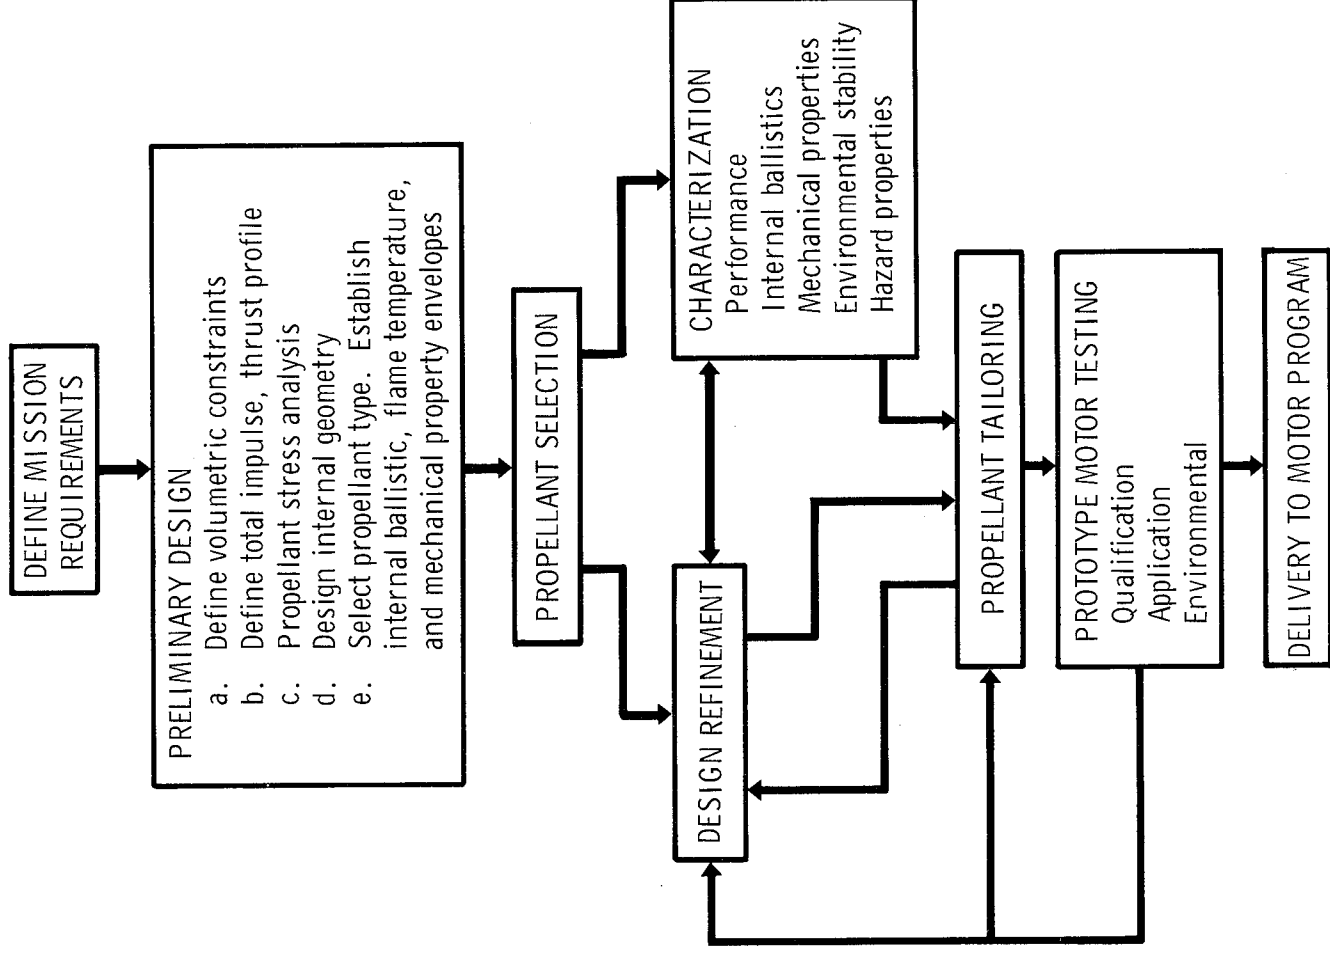 DEFINE MISSION
REQUIREMENTS
PRELIMINARY DESIGN
a. Define volumetric constraints
b. Define total impulse, thrust profile
c. Propellant stress analysis
d. Design internal geometry
e. Select propellant type. Establish
internal ballistic, flame temperature,
and mechanical property envelopes
PROPELLANT SELECTION
DESIGN REFINEMENT
CHARACTERIZATION
Performance
Internal ballistics
Mechanical properties
Environmental stability
Hazard properties
PROPELLANT TAILORING
PROTOTYPE MOTOR TESTING
Qualification
Application
Environmental
DELIVERY TO MOTOR PROGRAM